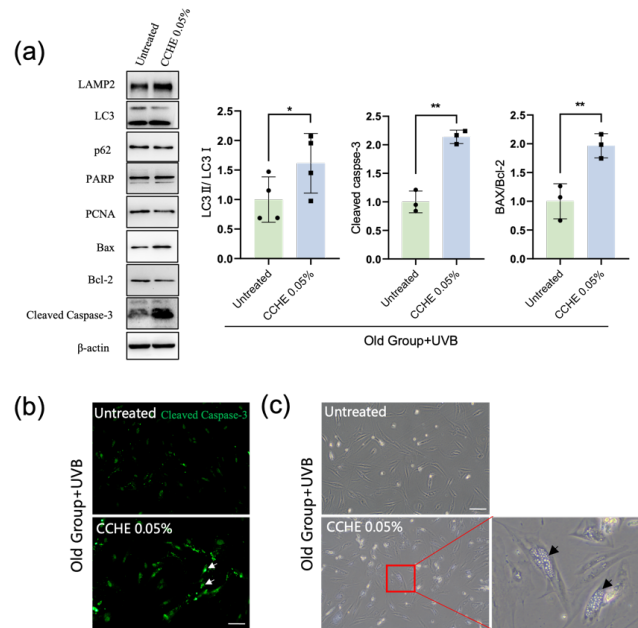 (a)
Untreated
CCHE 0.05%
LAMP2
LC3
p62
PARP
PCNA
Bax
Bcl-2
Cleaved Caspase-3
β-actin
LC3 II/ LC3 I
2.5
2.0
1.5
1.0
0.5
0.0
*
Untreated
CCHE 0.05%
Cleaved caspse-3
2.5
2.0
1.5
1.0
0.5
0.0
**
Untreated
CCHE 0.05%
BAX/Bcl-2
2.5
2.0
1.5
1.0
0.5
0.0
**
Untreated
CCHE 0.05%
Old Group+UVB
(b)
Old Group+UVB
Untreated Cleaved Caspase-3
CCHE 0.05%
(c)
Old Group+UVB
Untreated
CCHE 0.05%